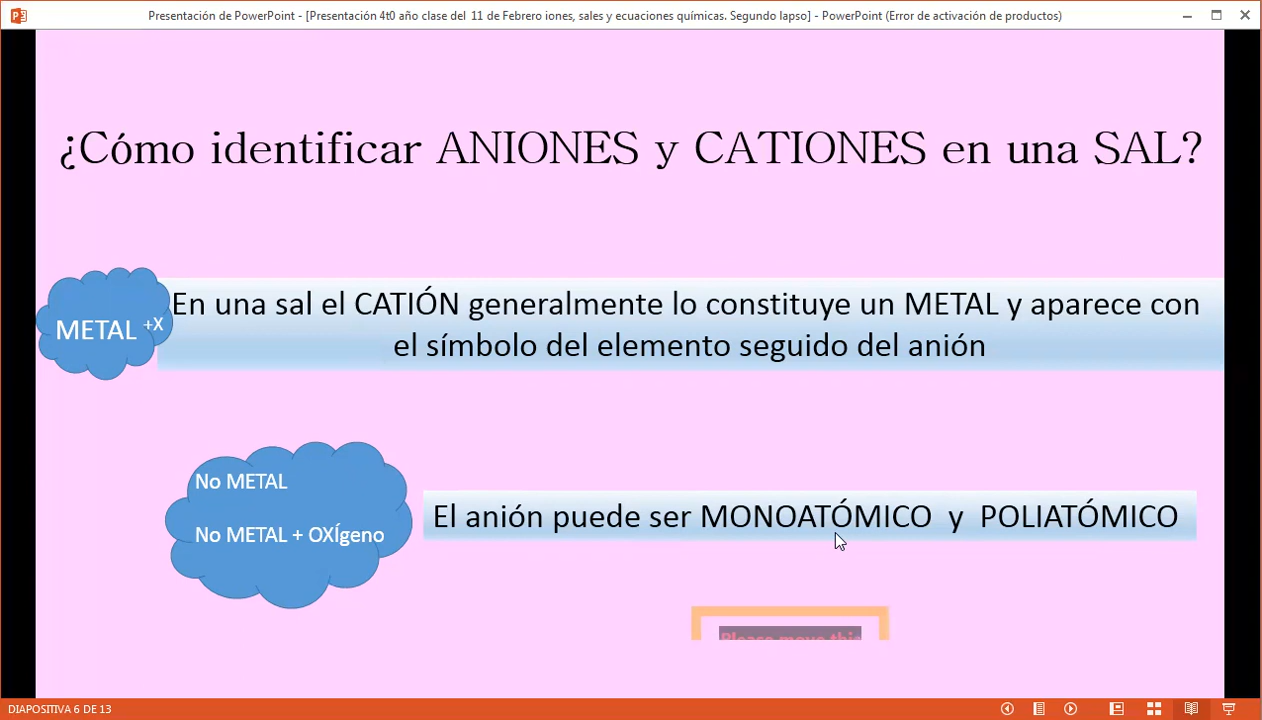 Presentación de PowerPoint - [Presentación 4t0 año clase del 11 de Febrero iones, sales y ecuaciones químicas. Segundo lapso] - PowerPoint (Error de activación de productos)
¿Cómo identificar ANIONES y CATIONES en una SAL?
METAL +X
En una sal el CATIÓN generalmente lo constituye un METAL y aparece con
el símbolo del elemento seguido del anión
No METAL
No METAL + OXÍgeno
El anión puede ser MONOATÓMICO y POLIATÓMICO
Please move this
DIAPOSITIVA 6 DE 13